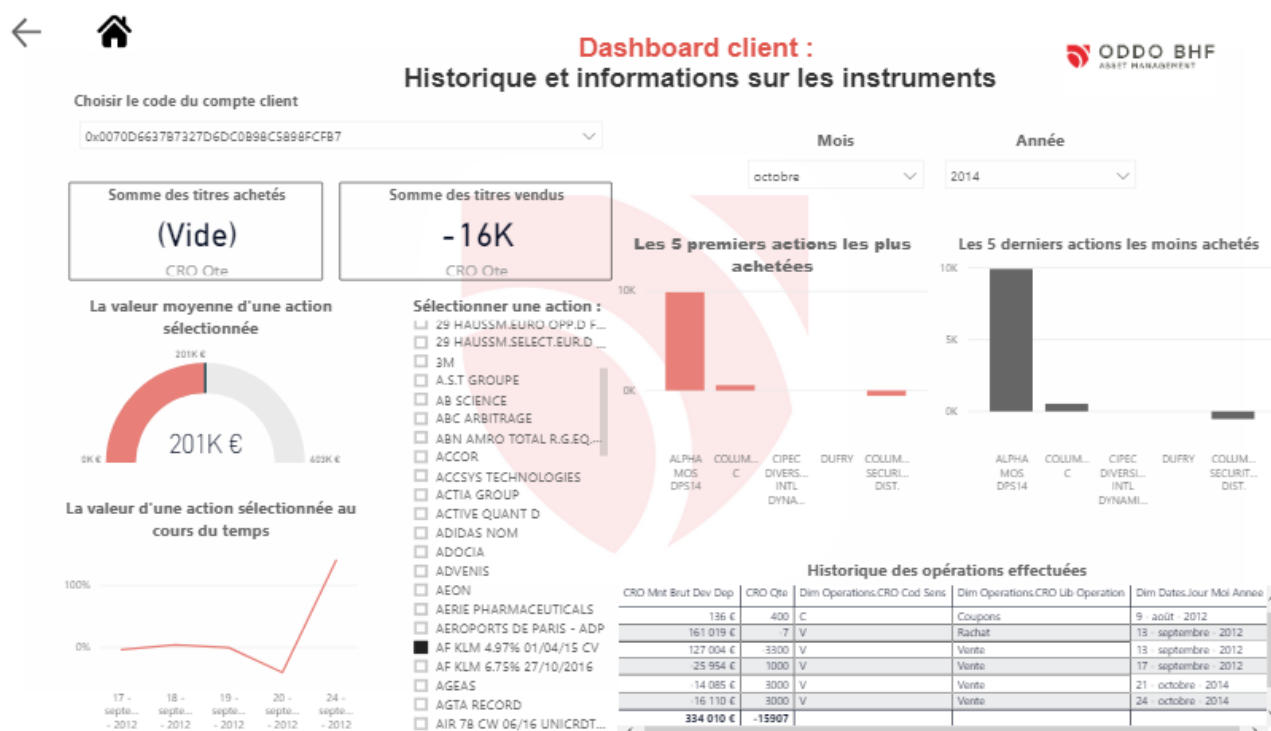 Dashboard client :
Historique et informations sur les instruments
ODDO BHF
ASSET MANAGEMENT
Choisir le code du compte client
0x0070D6637B7327D6DC0B98C5898FCFB7
Mois
Année
octobre
2014
Somme des titres achetés
(Vide)
CRO Qte
Somme des titres vendus
-16K
CRO Qte
La valeur moyenne d'une action
sélectionnée
201K €
201K €
0K €
603K €
La valeur d'une action sélectionnée au
cours du temps
100%
0%
17 -
septe...
- 2012
18 -
septe...
- 2012
19 -
septe...
- 2012
20 -
septe...
- 2012
24 -
septe...
- 2012
Sélectionner une action :
29 HAUSSM.EURO OPP.D F...
29 HAUSSM.SELECT.EUR.D ...
3M
A.S.T GROUPE
AB SCIENCE
ABC ARBITRAGE
ABN AMRO TOTAL R.G.EQ....
ACCOR
ACCSYS TECHNOLOGIES
ACTIA GROUP
ACTIVE QUANT D
ADIDAS NOM
ADOCIA
ADVENIS
AEON
AERIE PHARMACEUTICALS
AEROPORTS DE PARIS - ADP
AF KLM 4.97% 01/04/15 CV
AF KLM 6.75% 27/10/2016
AGEAS
AGTA RECORD
AIR 78 CW 06/16 UNICRDT...
Les 5 premiers actions les plus
achetées
10K
0K
ALPHA
MOS
DPS14
COLUM...
C
CIPEC
DIVERS...
INTL
DYNA...
DUFRY
COLUM...
SECURI...
DIST.
Les 5 derniers actions les moins achetés
10K
5K
0K
ALPHA
MOS
DPS14
COLUM...
C
CIPEC
DIVERSI...
INTL
DYNAMI...
DUFRY
COLUM...
SECURIT...
DIST.
Historique des opérations effectuées
CRO Mnt Brut Dev Dep CRO Qte Dim Operations.CRO Cod Sens Dim Operations.CRO Lib Operation Dim Dates.Jour Moi Annee
136 € 400 C Coupons 9 - août - 2012
161 019 € -7 V Rachat 13 - septembre - 2012
127 004 € -3300 V Vente 13 - septembre - 2012
-25 954 € 1000 V Vente 17 - septembre - 2012
-14 085 € 3000 V Vente 21 - octobre - 2014
-16 110 € 3000 V Vente 24 - octobre - 2014
334 010 € -15907